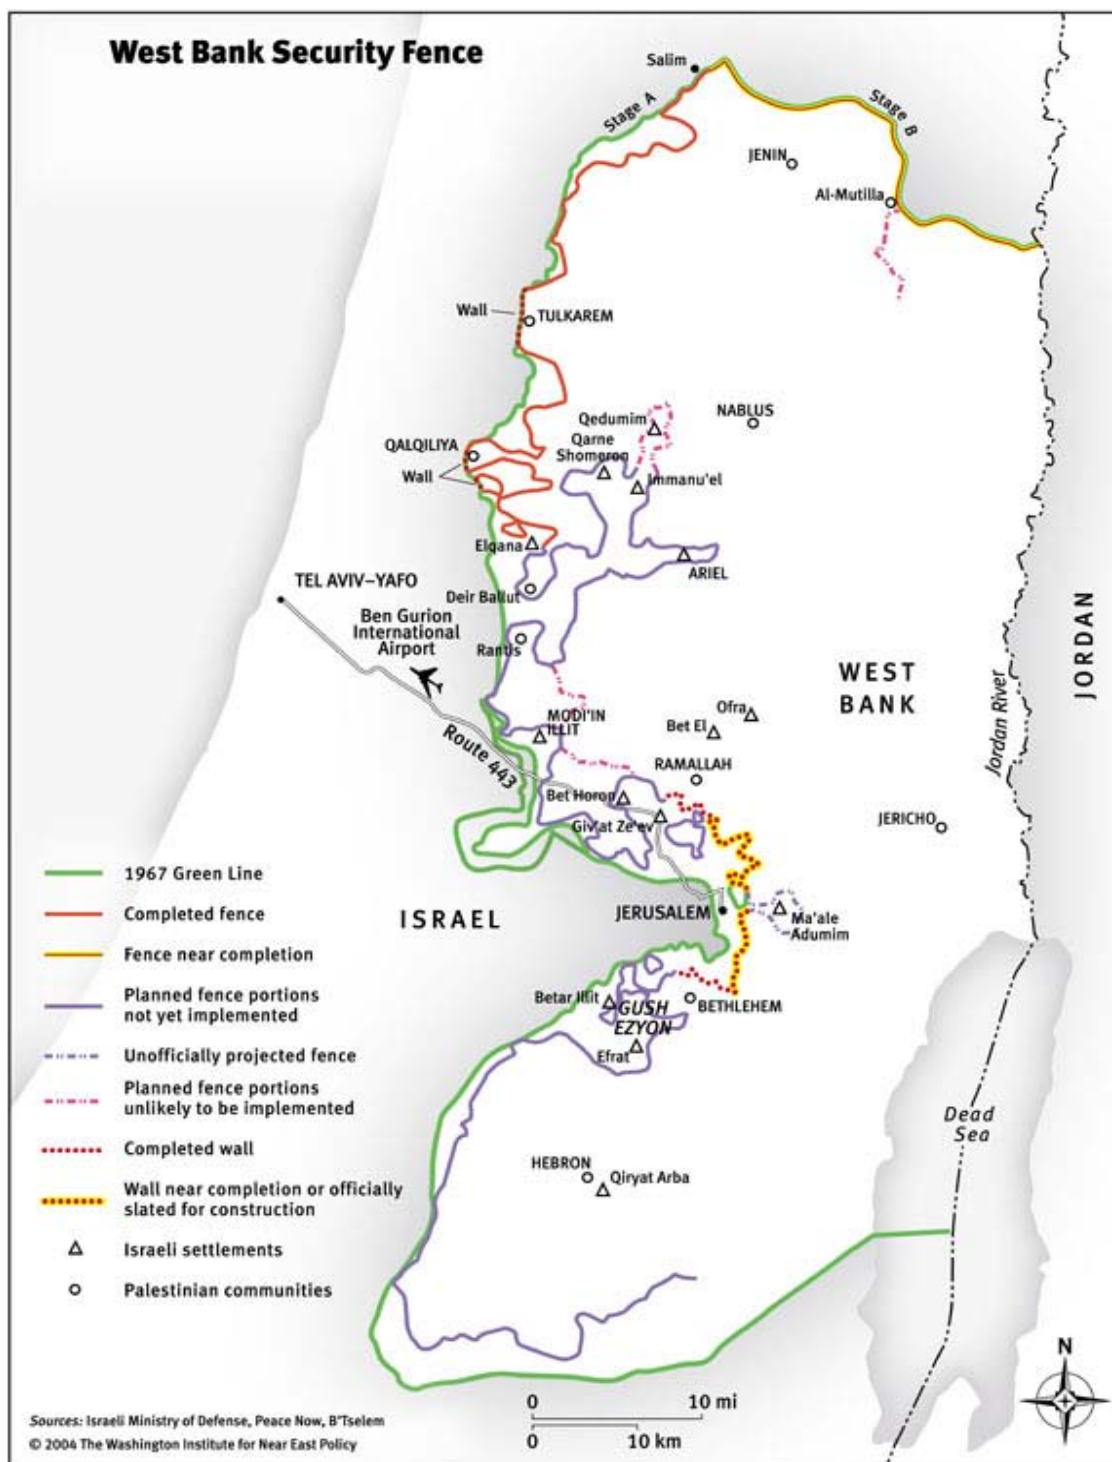 West Bank Security Fence
Salim
Stage A
Stage B
JENIN
Al-Mutilla
Wall
TULKAREM
Qedumim
NABLUS
Qarne
Shomeron
QALQILIYA
Wall
Immanu'el
Elqana
ARIEL
TEL AVIV–YAFO
Deir Ballut
Ben Gurion
International
Airport
Rantis
WEST
BANK
JORDAN
Jordan River
Ofra
Bet El
MODI'IN
ILLIT
Route 443
RAMALLAH
Bet Horon
Giv'at Ze'ev
JERICHO
1967 Green Line
Completed fence
Fence near completion
Planned fence portions
not yet implemented
Unofficially projected fence
Planned fence portions
unlikely to be implemented
Completed wall
Wall near completion or officially
slated for construction
Israeli settlements
Palestinian communities
ISRAEL
JERUSALEM
Ma'ale
Adumim
Betar Illit
GUSH
EZYON
BETHLEHEM
Efrat
Dead
Sea
HEBRON
Qiryat Arba
N
0 10 mi
0 10 km
Sources: Israeli Ministry of Defense, Peace Now, B'Tselem
© 2004 The Washington Institute for Near East Policy